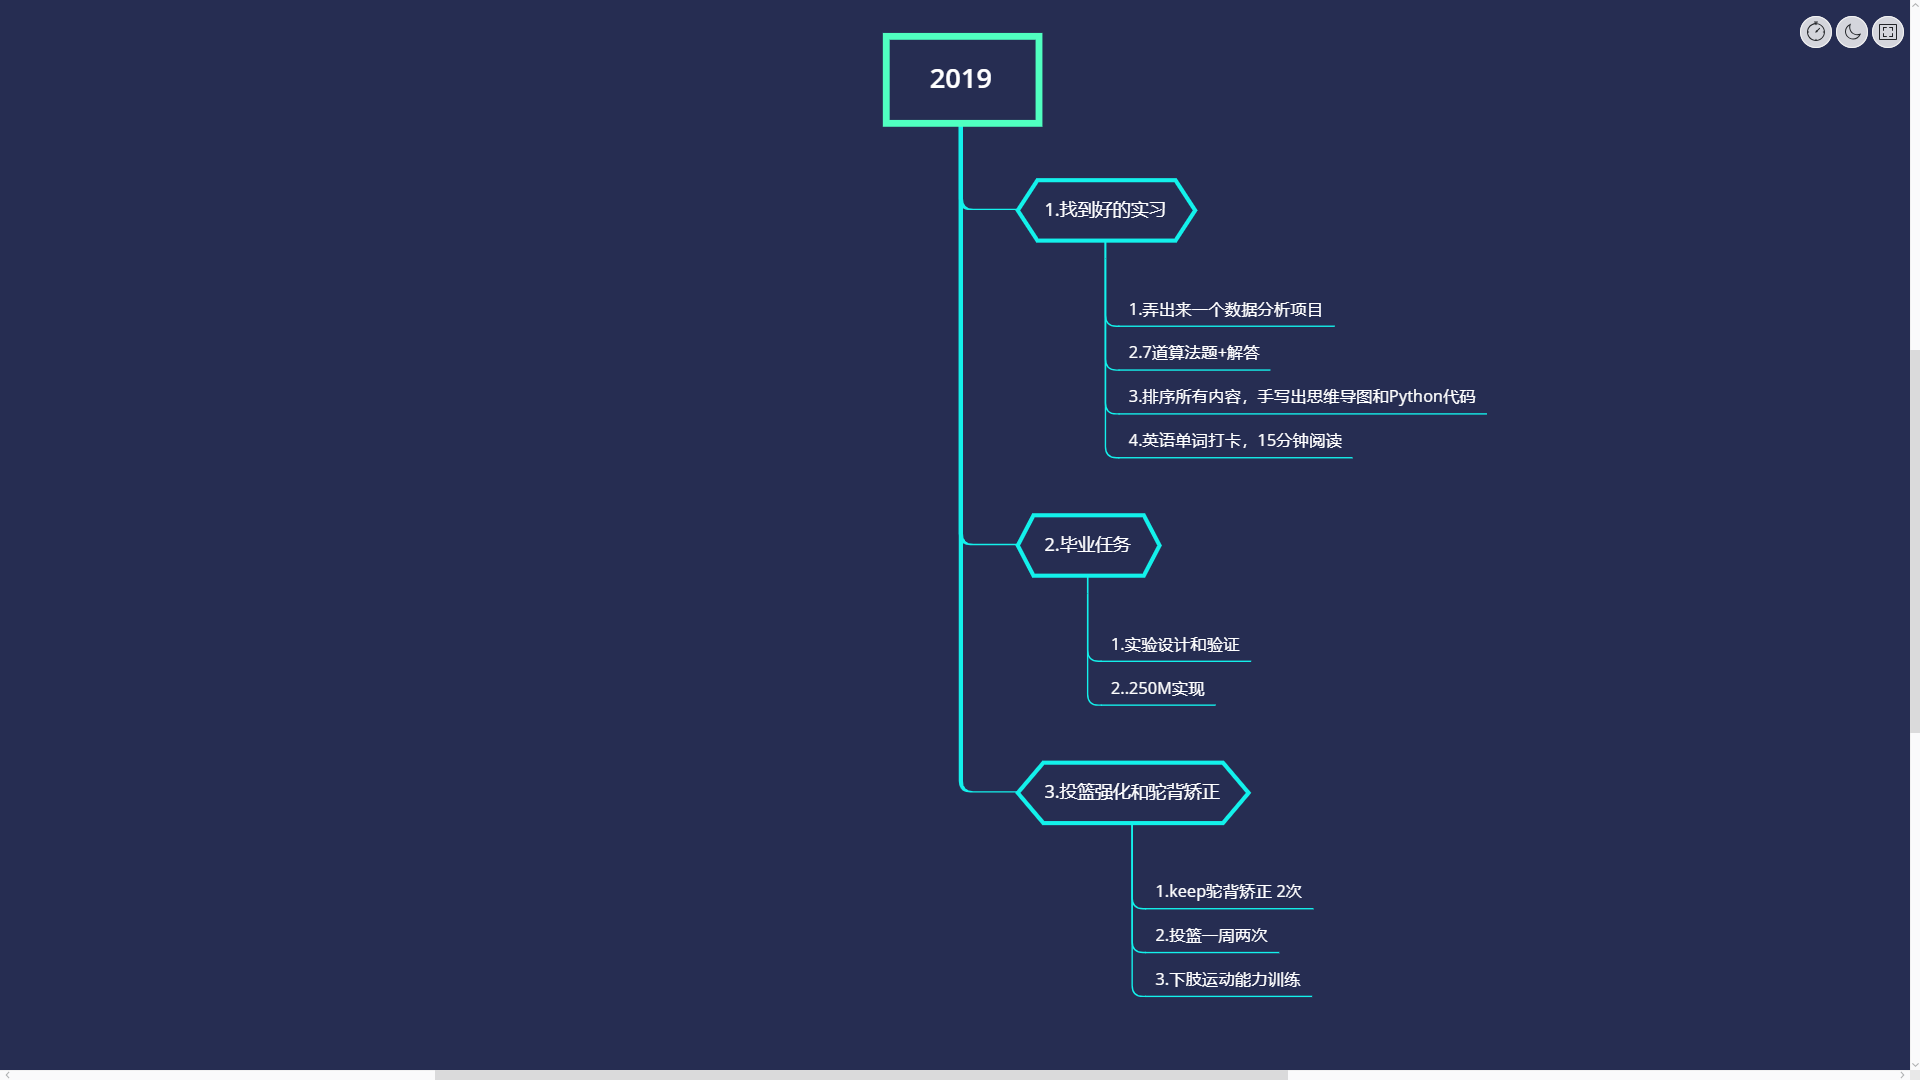 2019
1.找到好的实习
1.弄出来一个数据分析项目
2.7道算法题+解答
3.排序所有内容，手写出思维导图和Python代码
4.英语单词打卡，15分钟阅读
2.毕业任务
1.实验设计和验证
2..250M实现
3.投篮强化和驼背矫正
1.keep驼背矫正 2次
2.投篮一周两次
3.下肢运动能力训练